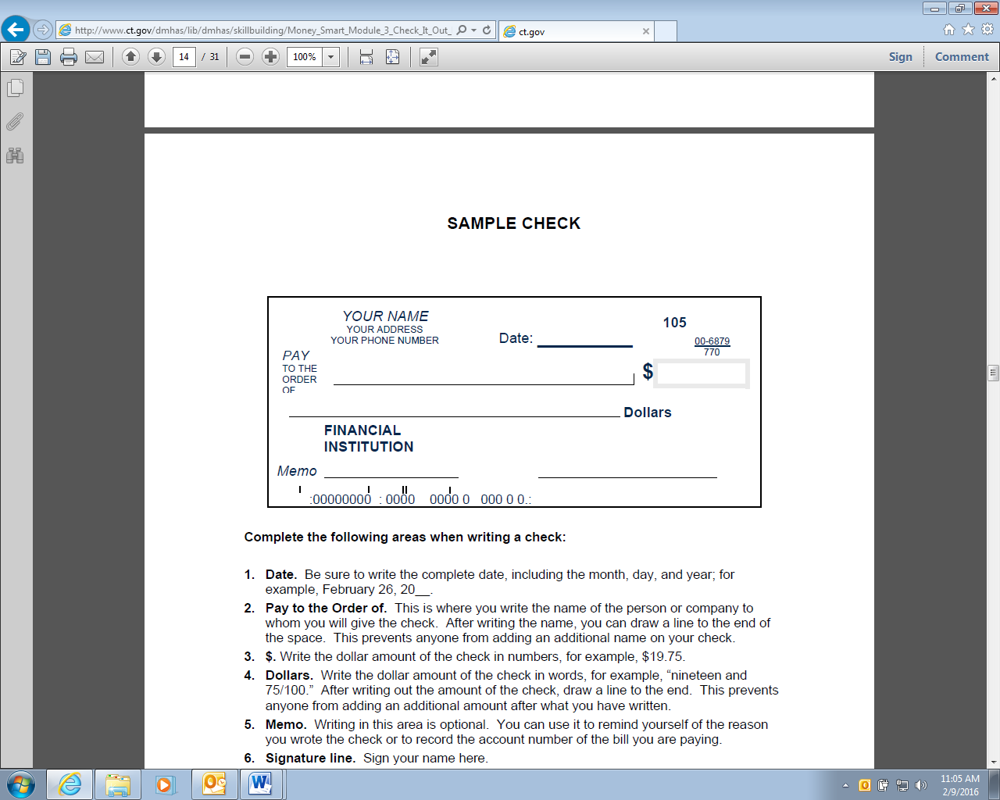 http://www.ct.gov/dmhas/lib/dmhas/skillbuilding/Money_Smart_Module_3_Check_It_Out_
ct.gov
14 / 31
100%
Sign
Comment
SAMPLE CHECK
YOUR NAME
YOUR ADDRESS
YOUR PHONE NUMBER
Date:
105
00-6879
770
PAY
TO THE
ORDER
OF
$
Dollars
FINANCIAL
INSTITUTION
Memo
:00000000 : 0000 0000 0 000 0 0.:
Complete the following areas when writing a check:
1. Date. Be sure to write the complete date, including the month, day, and year; for
example, February 26, 20__.
2. Pay to the Order of. This is where you write the name of the person or company to
whom you will give the check. After writing the name, you can draw a line to the end of
the space. This prevents anyone from adding an additional name on your check.
3. $. Write the dollar amount of the check in numbers, for example, $19.75.
4. Dollars. Write the dollar amount of the check in words, for example, “nineteen and
75/100.” After writing out the amount of the check, draw a line to the end. This prevents
anyone from adding an additional amount after what you have written.
5. Memo. Writing in this area is optional. You can use it to remind yourself of the reason
you wrote the check or to record the account number of the bill you are paying.
6. Signature line. Sign your name here.
11:05 AM
2/9/2016